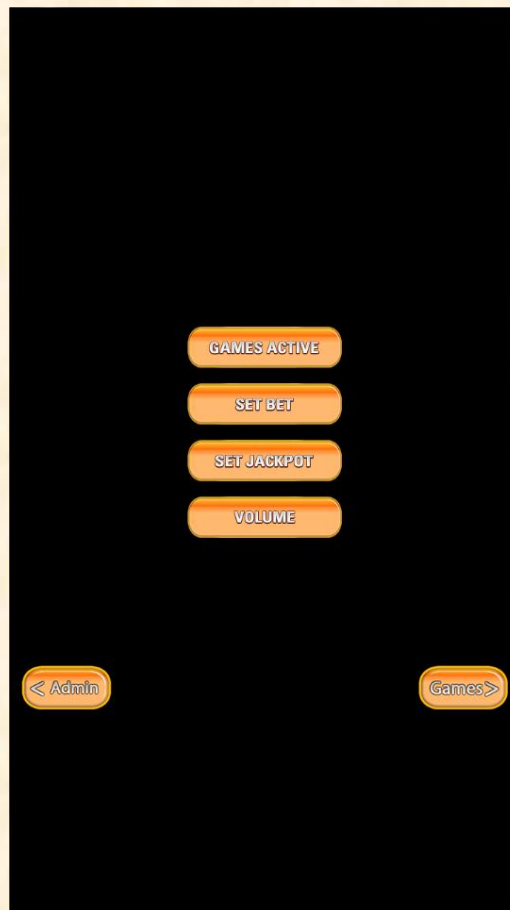 GAMES ACTIVE
SET BET
SET JACKPOT
VOLUME
< Admin
Games>